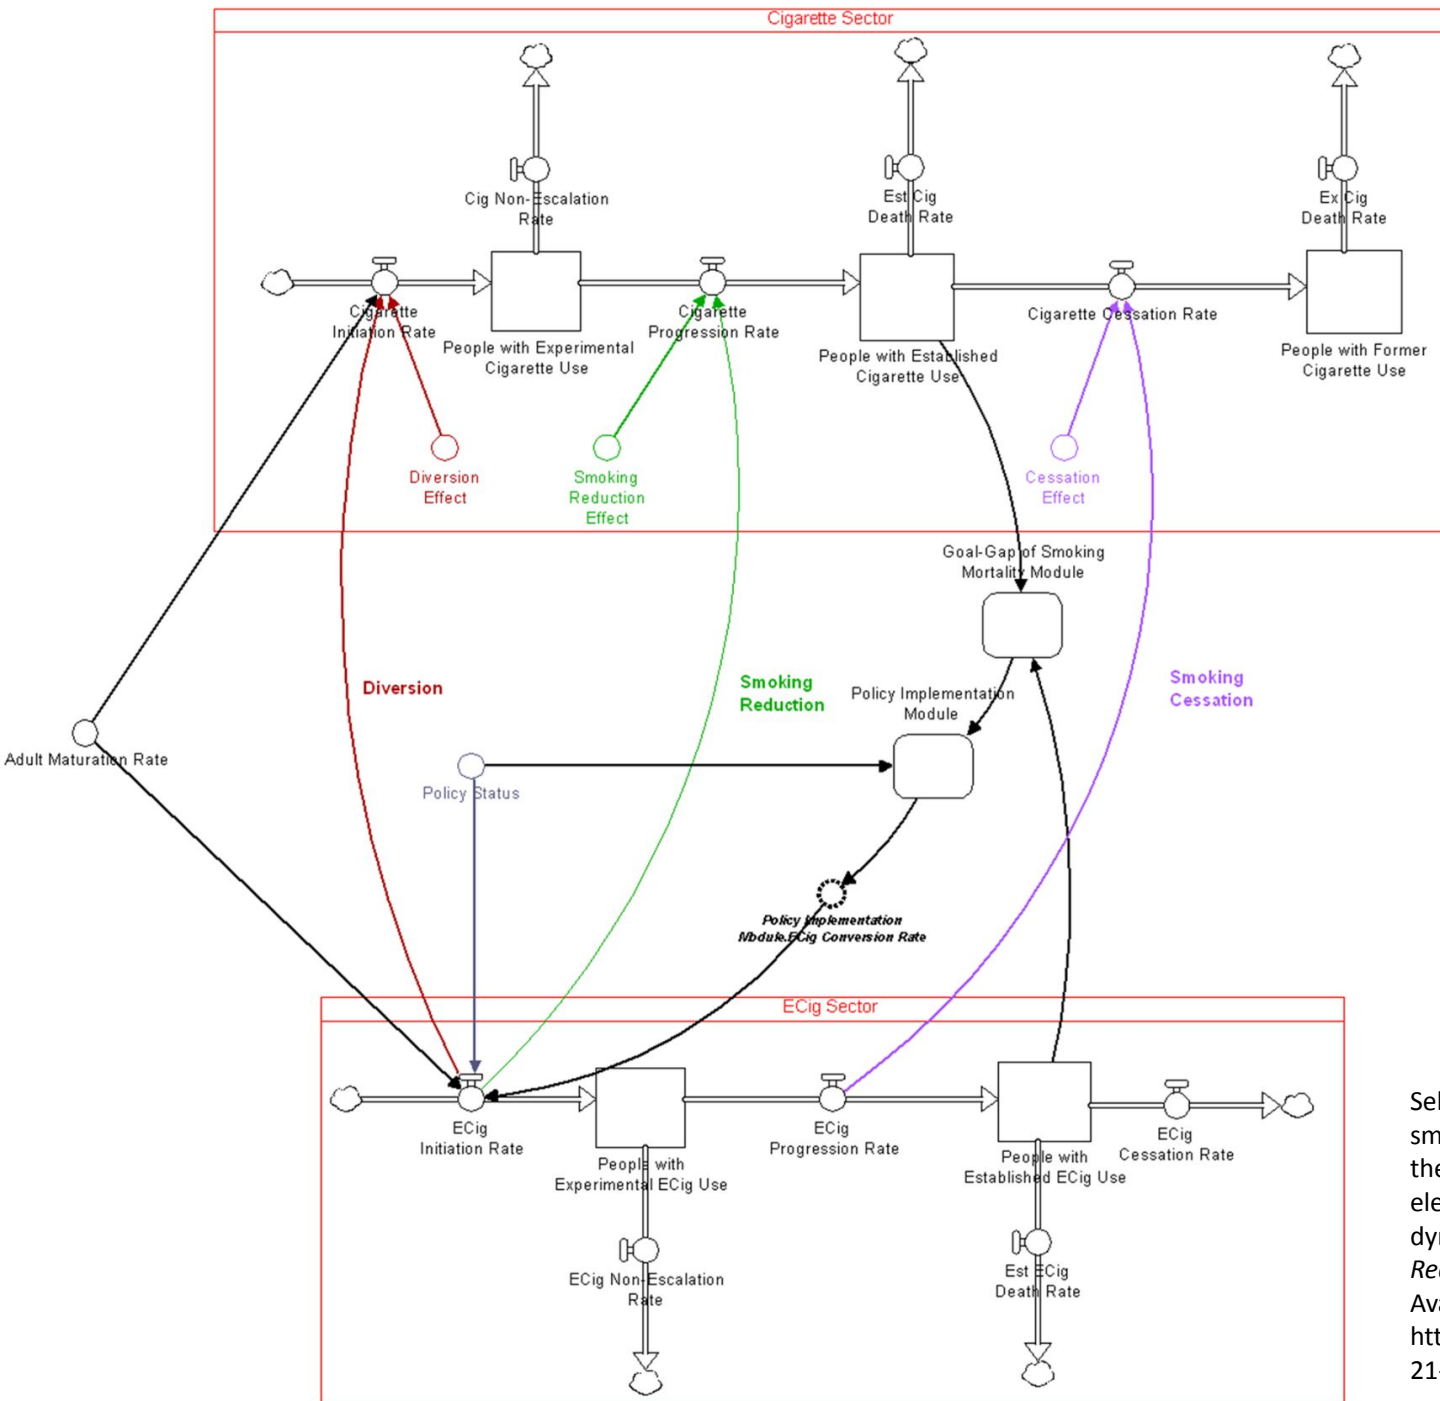 Cigarette Sector
Cig Non-Escalation
Rate
Est Cig
Death Rate
Ex Cig
Death Rate
Cigarette
Initiation Rate
People with Experimental
Cigarette Use
Cigarette
Progression Rate
People with Established
Cigarette Use
Cigarette Cessation Rate
People with Former
Cigarette Use
Diversion
Effect
Smoking
Reduction
Effect
Cessation
Effect
Goal-Gap of Smoking
Mortality Module
Diversion
Smoking
Reduction
Policy Implementation
Module
Smoking
Cessation
Adult Maturation Rate
Policy Status
Policy Implementation
Module.ECig Conversion Rate
ECig Sector
ECig
Initiation Rate
People with
Experimental ECig Use
ECig
Progression Rate
People with
Established ECig Use
ECig
Cessation Rate
ECig Non-Escalation
Rate
Est ECig
Death Rate
Sel
sm
the
ele
dyr
Red
Ava
htt
21-